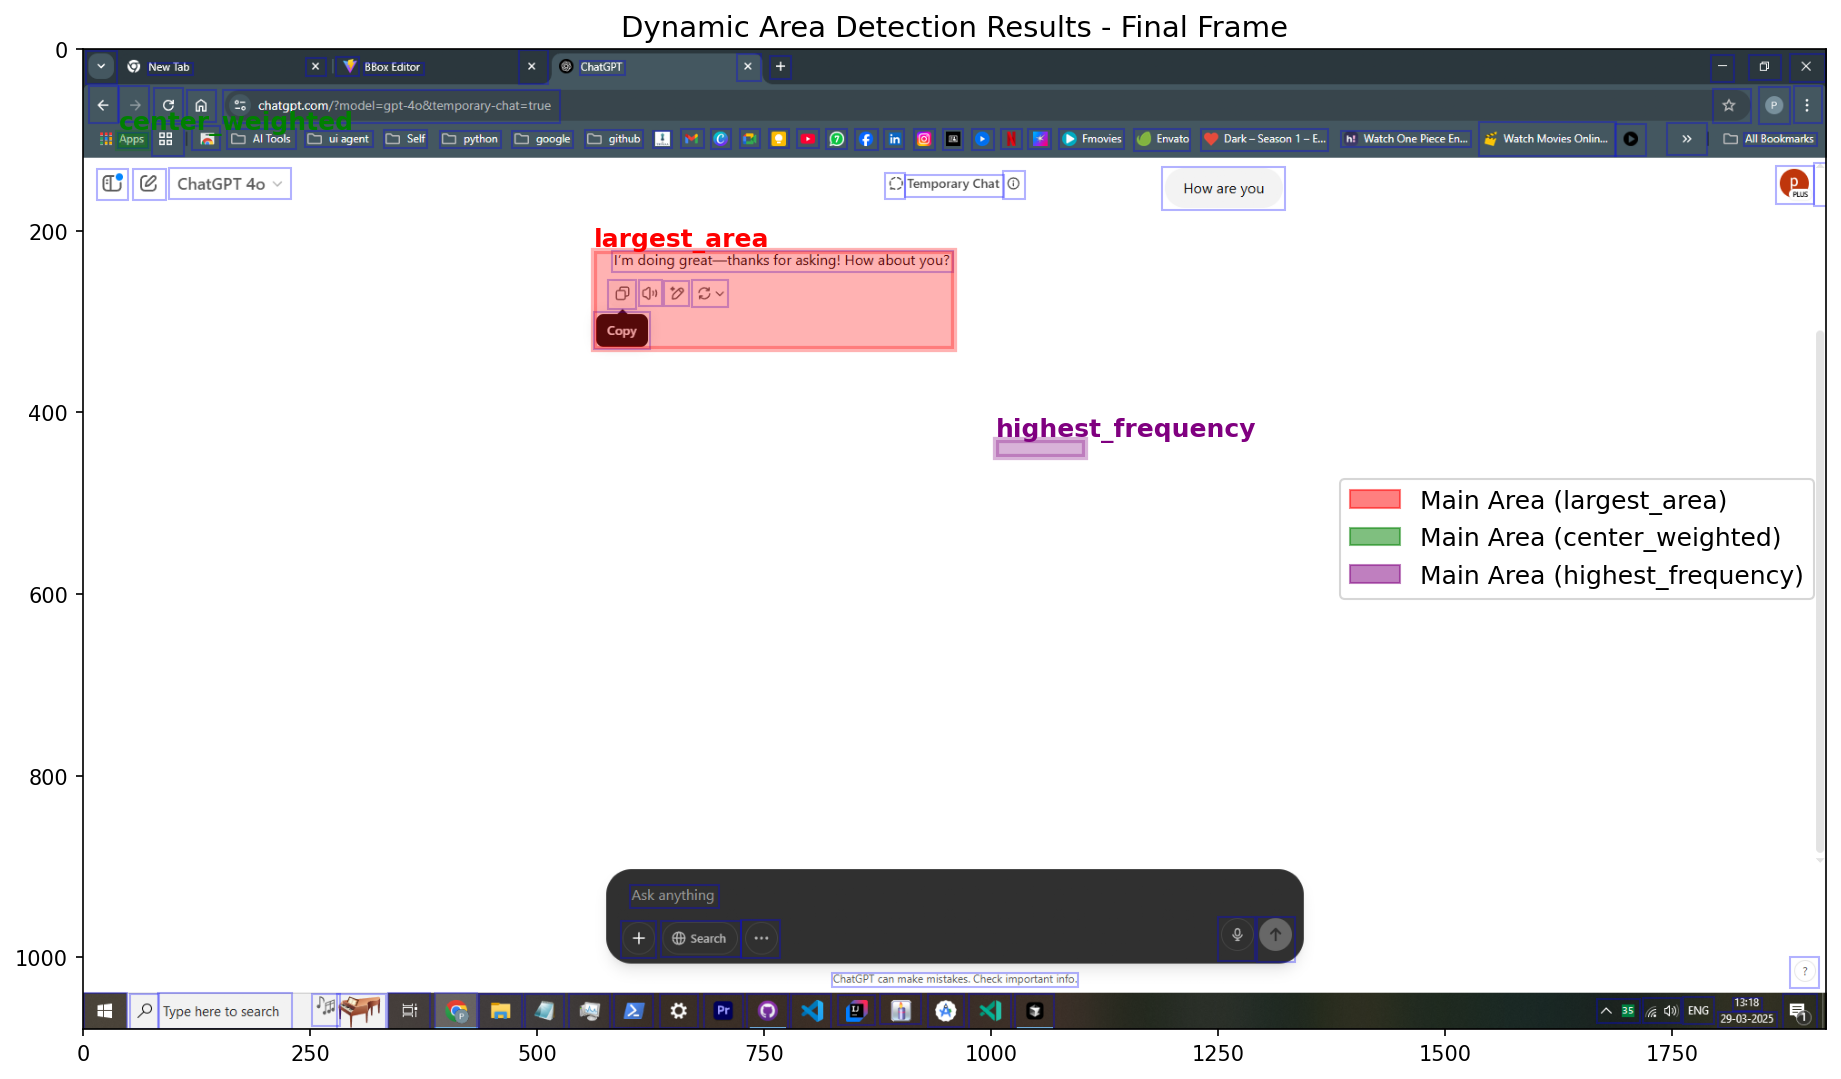 Dynamic Area Detection Results - Final Frame
New Tab
BBox Editor
ChatGPT
chatgpt.com/?model=gpt-4o&temporary-chat=true
P
center_weighted
Apps
AI Tools
ui agent
Self
python
google
github
Fmovies
Envato
Dark – Season 1 – E...
Watch One Piece En...
Watch Movies Onlin...
All Bookmarks
ChatGPT 4o
Temporary Chat
How are you
P
PLUS
largest_area
I'm doing great—thanks for asking! How about you?
Copy
highest_frequency
Main Area (largest_area)
Main Area (center_weighted)
Main Area (highest_frequency)
Ask anything
Search
ChatGPT can make mistakes. Check important info.
?
Type here to search
Pr
35
ENG
13:18
29-03-2025
1
0
200
400
600
800
1000
0
250
500
750
1000
1250
1500
1750